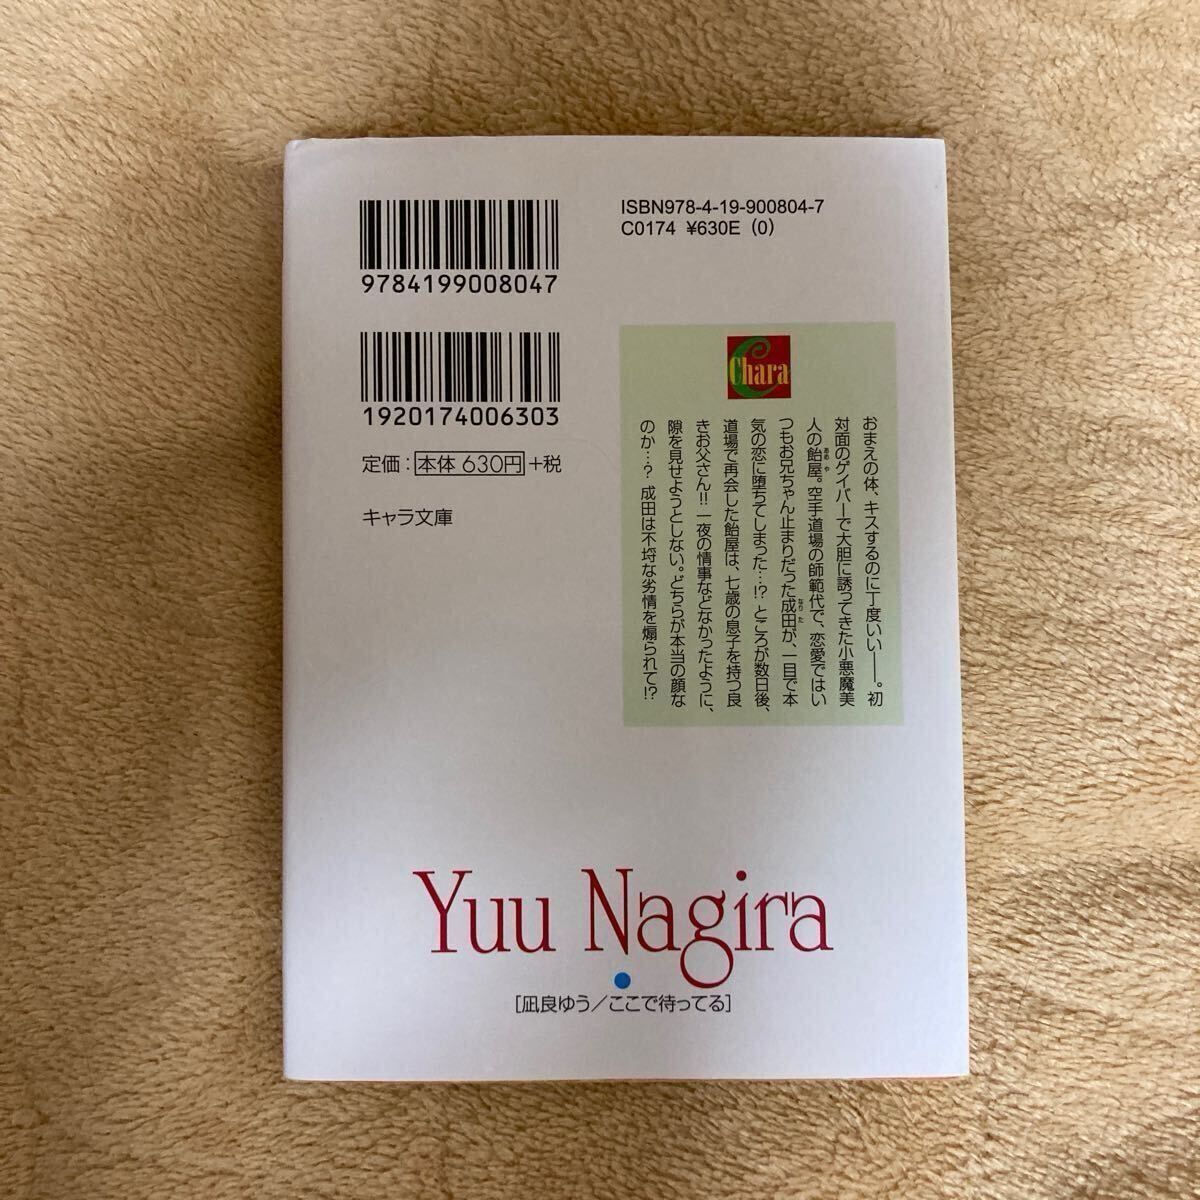 9784199008047
ISBN978-4-19-900804-7
C0174 ¥630E (0)
1920174006303
定価：本体 630円+税
キャラ文庫
Chara
おまえの体、キスするのに丁度いい――。初
対面のゲイバーで大胆に誘ってきた小悪魔美
人の飴屋。空手道場の師範代で、恋愛ではい
あめや
つもお兄ちゃん止まりだった成田が、一目で本
なりた
気の恋に堕ちてしまった…!? ところが数日後、
道場で再会した飴屋は、七歳の息子を持つ良
きお父さん!! 一夜の情事などなかったように、
隙を見せようとしない。どちらが本当の顔な
のか…? 成田は不埒な劣情を煽られて!?
Yuu Nagira
[凪良ゆう／ここで待ってる]